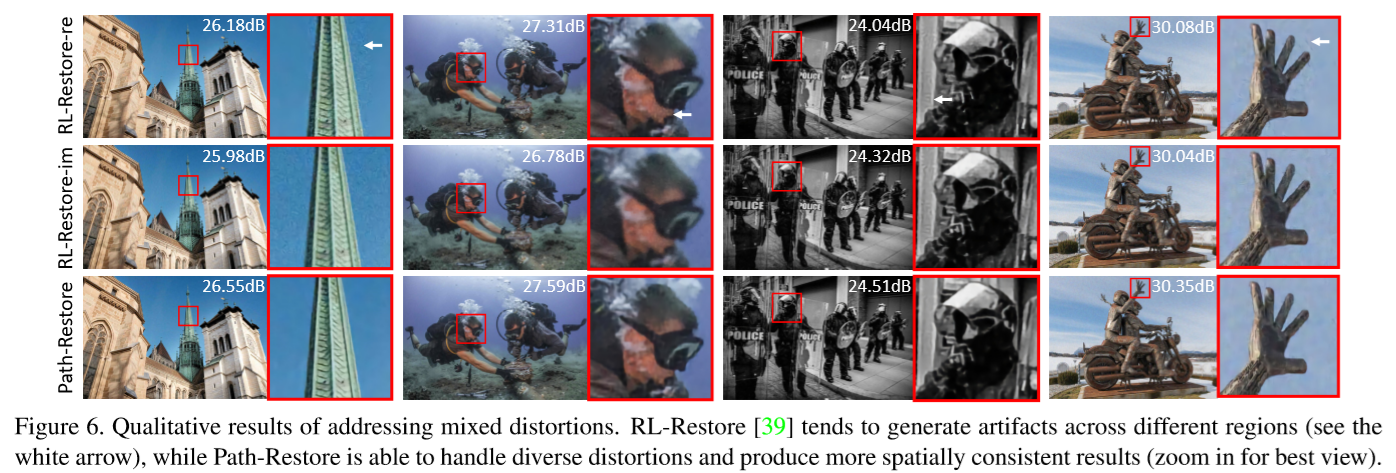 RL-Restore-re
26.18dB
27.31dB
24.04dB
30.08dB
POLICE
POLICE
RL-Restore-im
25.98dB
26.78dB
24.32dB
30.04dB
POLICE
POLICE
Path-Restore
26.55dB
27.59dB
24.51dB
30.35dB
POLICE
POLICE
Figure 6. Qualitative results of addressing mixed distortions. RL-Restore [39] tends to generate artifacts across different regions (see the
white arrow), while Path-Restore is able to handle diverse distortions and produce more spatially consistent results (zoom in for best view).